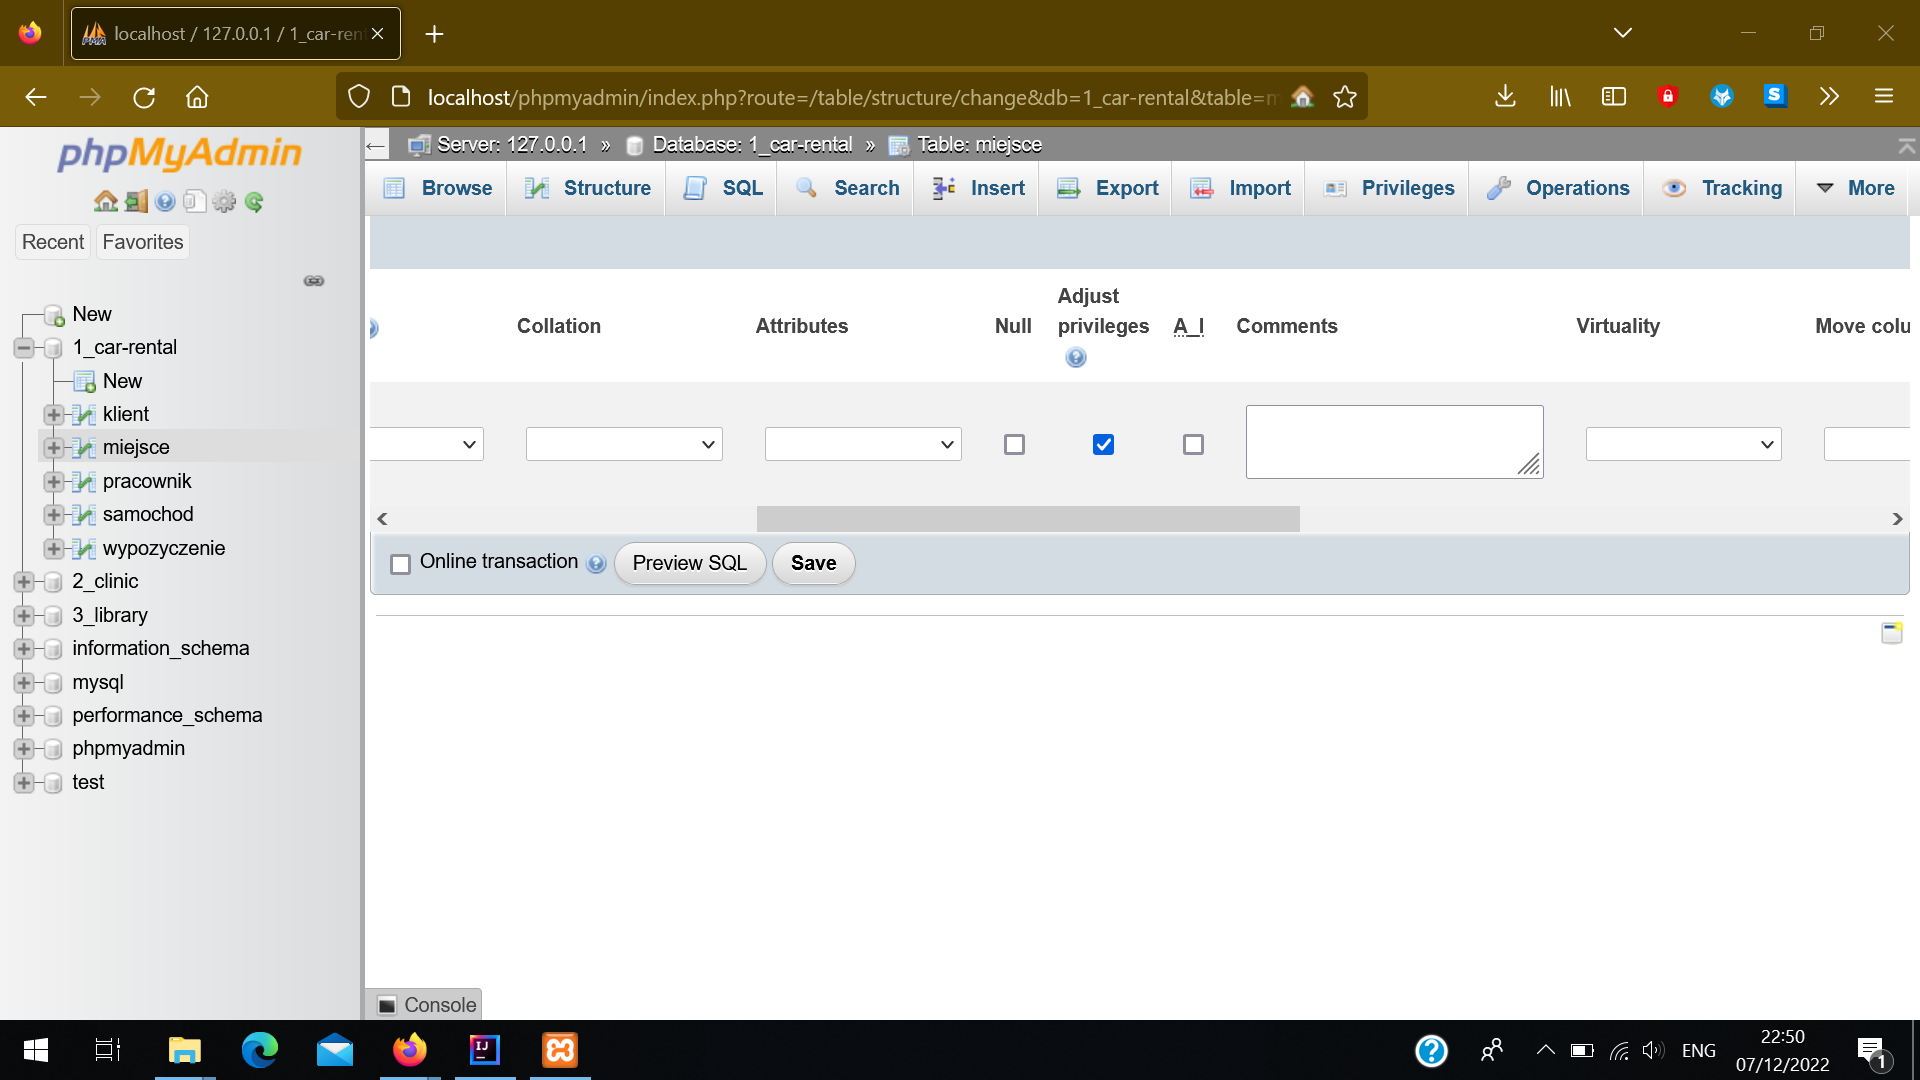 localhost / 127.0.0.1 / 1_car-ren
localhost/phpmyadmin/index.php?route=/table/structure/change&db=1_car-rental&table=m
phpMyAdmin
Recent Favorites
New
1_car-rental
New
klient
miejsce
pracownik
samochod
wypozyczenie
2_clinic
3_library
information_schema
mysql
performance_schema
phpmyadmin
test
Server: 127.0.0.1 » Database: 1_car-rental » Table: miejsce
Browse Structure SQL Search Insert Export Import Privileges Operations Tracking More
Collation Attributes Null Adjust privileges A_I Comments Virtuality Move colu
Online transaction Preview SQL Save
Console
ENG
22:50
07/12/2022
1